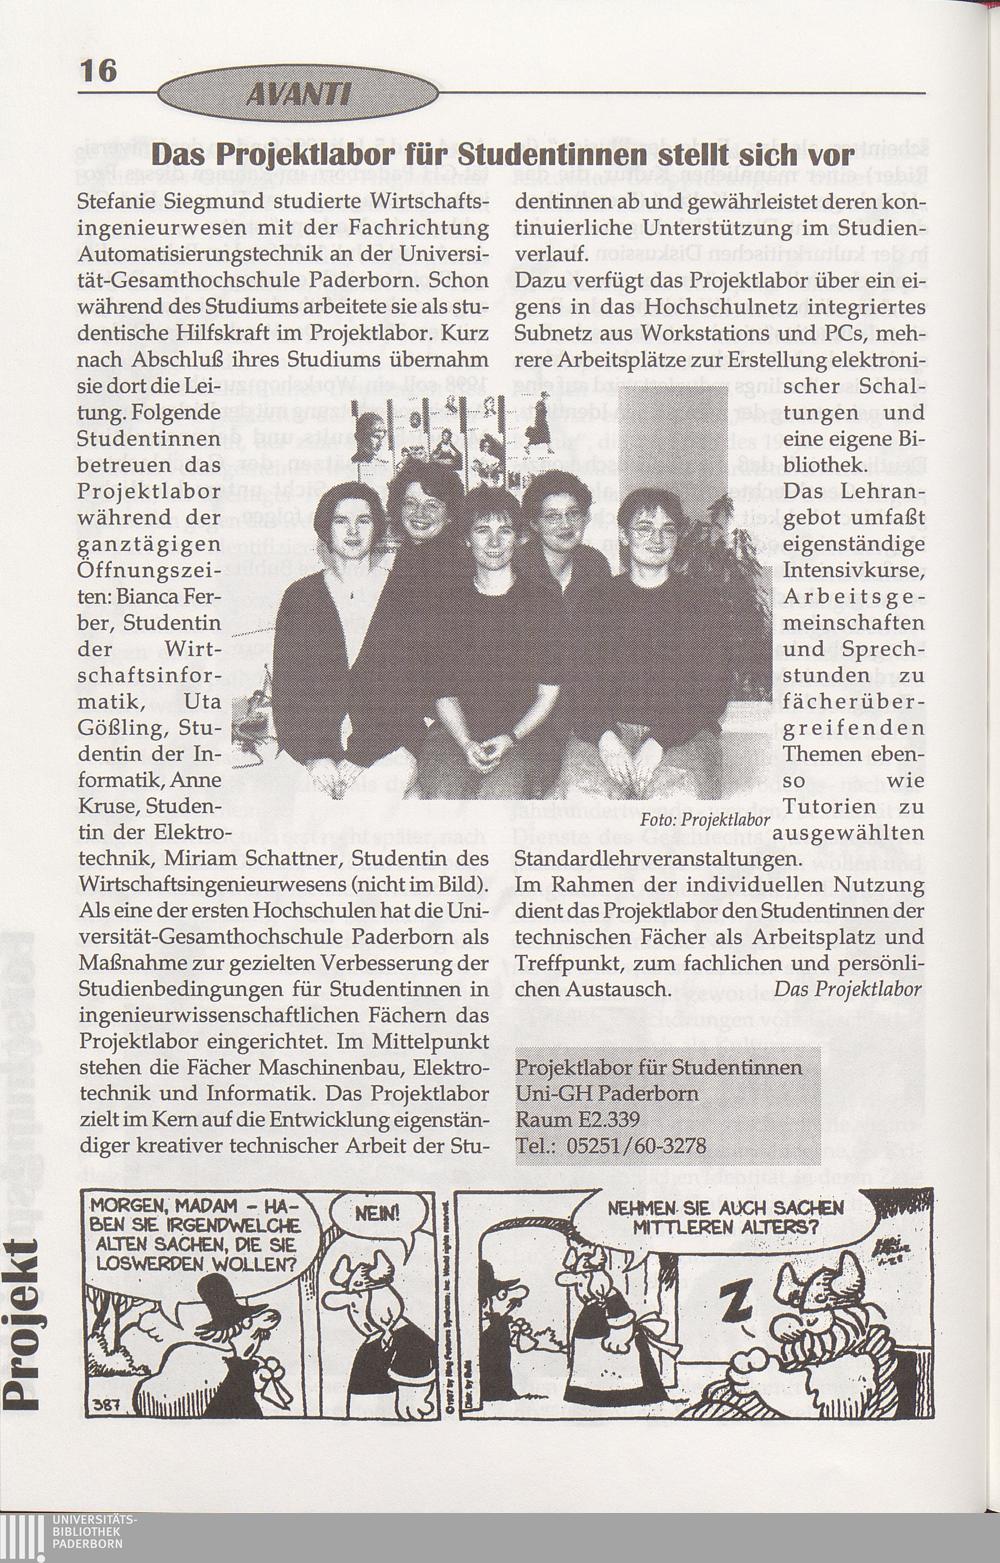 16
AVANTI
Das Projektlabor für Studentinnen stellt sich vor
Stefanie Siegmund studierte Wirtschafts-
ingenieurwesen mit der Fachrichtung
Automatisierungstechnik an der Universi-
tät-Gesamthochschule Paderborn. Schon
während des Studiums arbeitete sie als stu-
dentische Hilfskraft im Projektlabor. Kurz
nach Abschluß ihres Studiums übernahm
sie dort die Lei-
tung. Folgende
Studentinnen
betreuen das
Projektlabor
während der
ganztägigen
Öffnungszei-
ten: Bianca Fer-
ber, Studentin
der Wirt-
schaftsinfor-
matik, Uta
Gößling, Stu-
dentin der In-
formatik, Anne
Kruse, Studen-
tin der Elektro-
technik, Miriam Schattner, Studentin des
Wirtschaftsingenieurwesens (nicht im Bild).
Als eine der ersten Hochschulen hat die Uni-
versität-Gesamthochschule Paderborn als
Maßnahme zur gezielten Verbesserung der
Studienbedingungen für Studentinnen in
ingenieurwissenschaftlichen Fächern das
Projektlabor eingerichtet. Im Mittelpunkt
stehen die Fächer Maschinenbau, Elektro-
technik und Informatik. Das Projektlabor
zielt im Kern auf die Entwicklung eigenstän-
diger kreativer technischer Arbeit der Stu-
dentinnen ab und gewährleistet deren kon-
tinuierliche Unterstützung im Studien-
verlauf.
Dazu verfügt das Projektlabor über ein ei-
gens in das Hochschulnetz integriertes
Subnetz aus Workstations und PCs, meh-
rere Arbeitsplätze zur Erstellung elektroni-
scher Schal-
tungen und
eine eigene Bi-
bliothek.
Das Lehran-
gebot umfaßt
eigenständige
Intensivkurse,
Arbeitsge-
meinschaften
und Sprech-
stunden zu
fächerüber-
greifenden
Themen eben-
so wie
Tutorien zu
ausgewählten
Foto: Projektlabor
Standardlehrveranstaltungen.
Im Rahmen der individuellen Nutzung
dient das Projektlabor den Studentinnen der
technischen Fächer als Arbeitsplatz und
Treffpunkt, zum fachlichen und persönli-
chen Austausch. Das Projektlabor
Projektlabor für Studentinnen
Uni-GH Paderborn
Raum E2.339
Tel.: 05251/60-3278
MORGEN, MADAM - HA-
BEN SIE IRGENDWELCHE
ALTEN SACHEN, DIE SIE
LOSWERDEN WOLLEN?
NEIN!
387
©1997 by King Features Syndicate, Inc. World rights reserved.
Distr. by Bulls
NEHMEN SIE AUCH SACHEN
MITTLEREN ALTERS?
Z
Projekt
UNIVERSITÄTS-
BIBLIOTHEK
PADERBORN